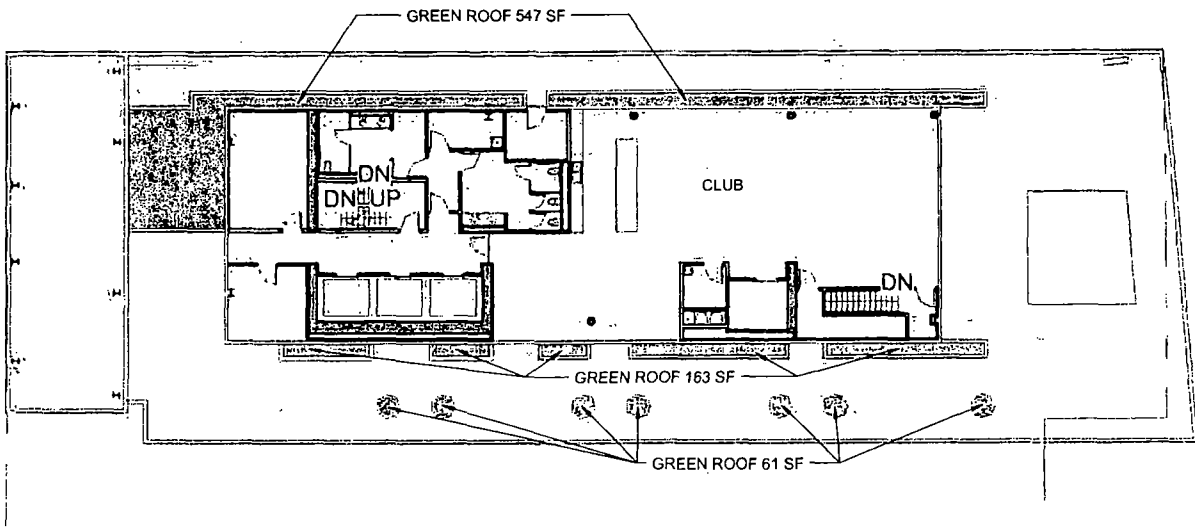 GREEN ROOF 547 SF
DN
DN UP
CLUB
DN
GREEN ROOF 163 SF
GREEN ROOF 61 SF